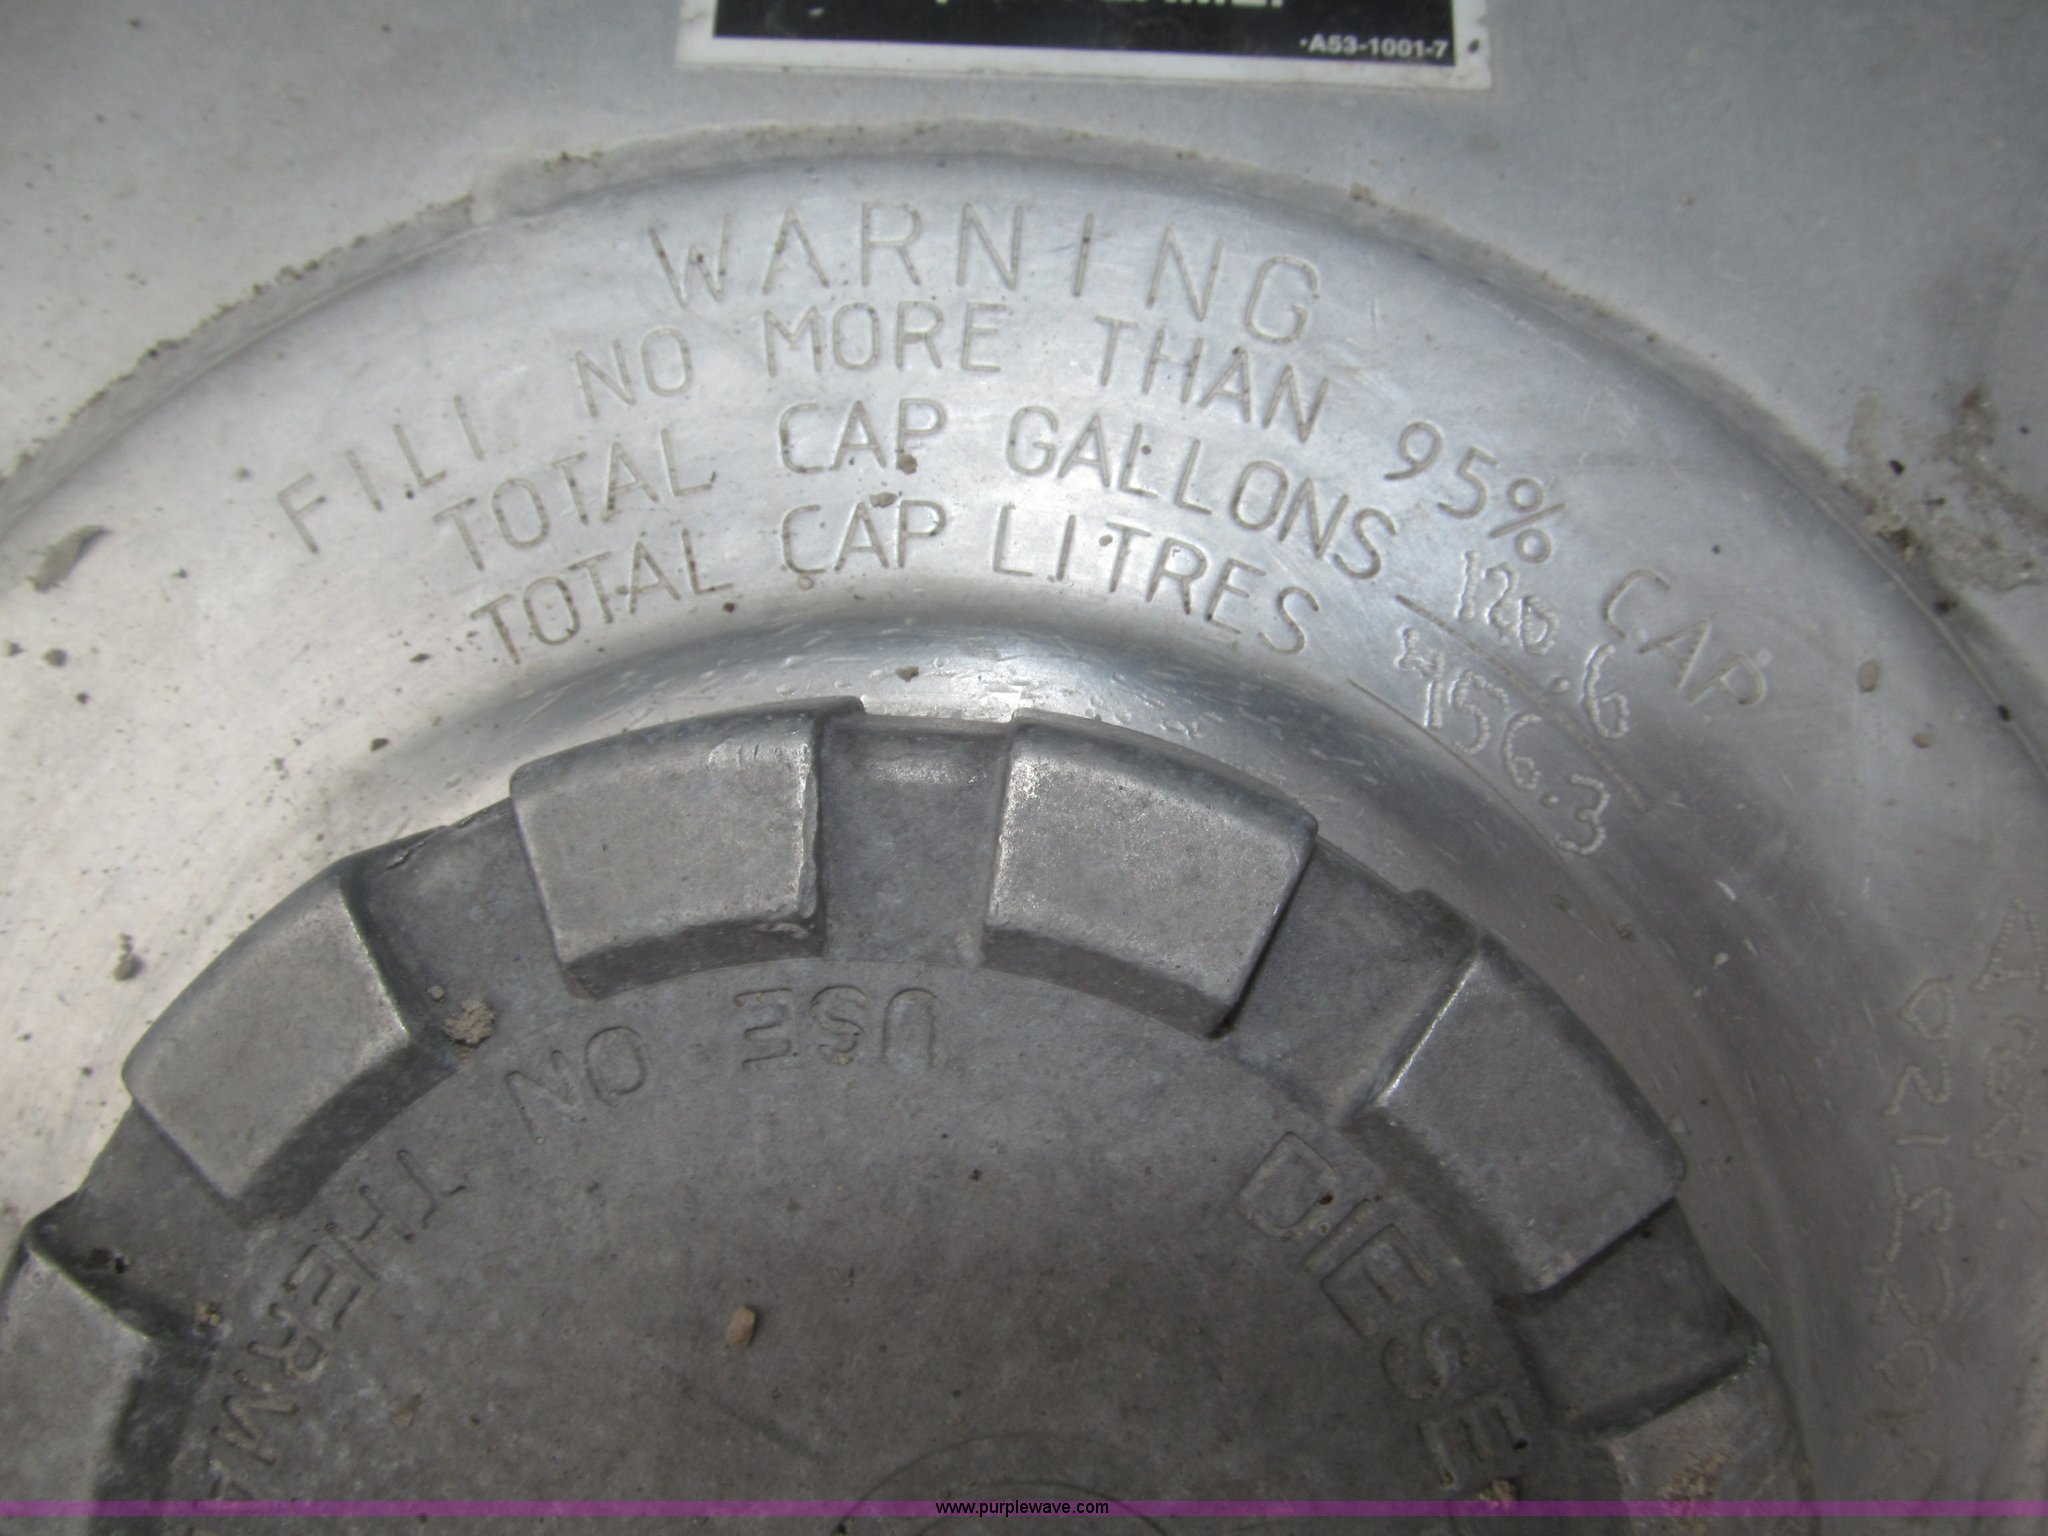 A53-1001-7
WARNING
FILL NO MORE THAN 95% CAP
TOTAL CAP GALLONS 120.6
TOTAL CAP LITRES 456.3
USE ON
DIESE
www.purplewave.com